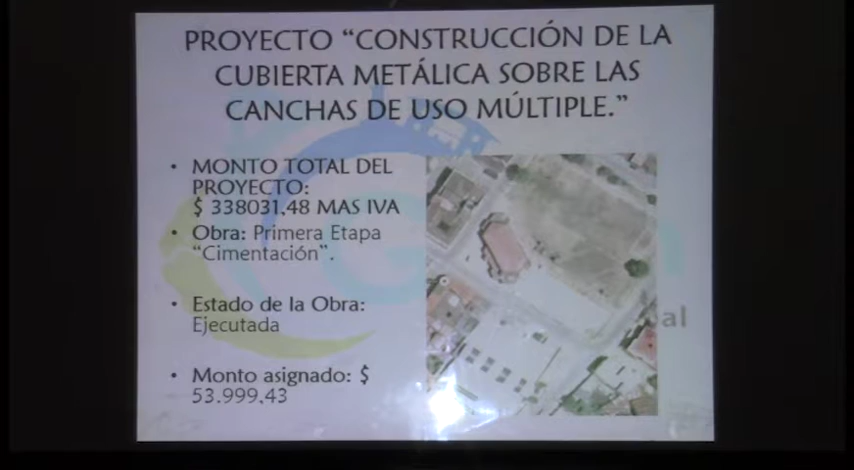 PROYECTO “CONSTRUCCIÓN DE LA
CUBIERTA METÁLICA SOBRE LAS
CANCHAS DE USO MÚLTIPLE.”
• MONTO TOTAL DEL
PROYECTO:
$ 338031,48 MAS IVA
• Obra: Primera Etapa
“Cimentación”.
• Estado de la Obra:
Ejecutada
• Monto asignado: $
53.999,43